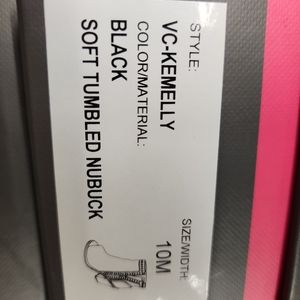 STYLE:
VC-KEMELLY
COLOR/MATERIAL:
BLACK
SOFT TUMBLED NUBUCK
SIZE/WIDTH:
10M